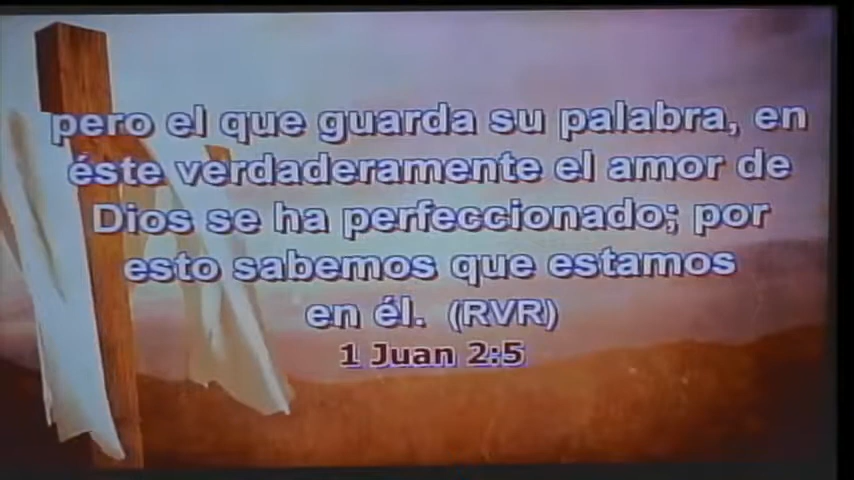 pero el que guarda su palabra, en
éste verdaderamente el amor de
Dios se ha perfeccionado; por
esto sabemos que estamos
en él. (RVR)
1 Juan 2:5